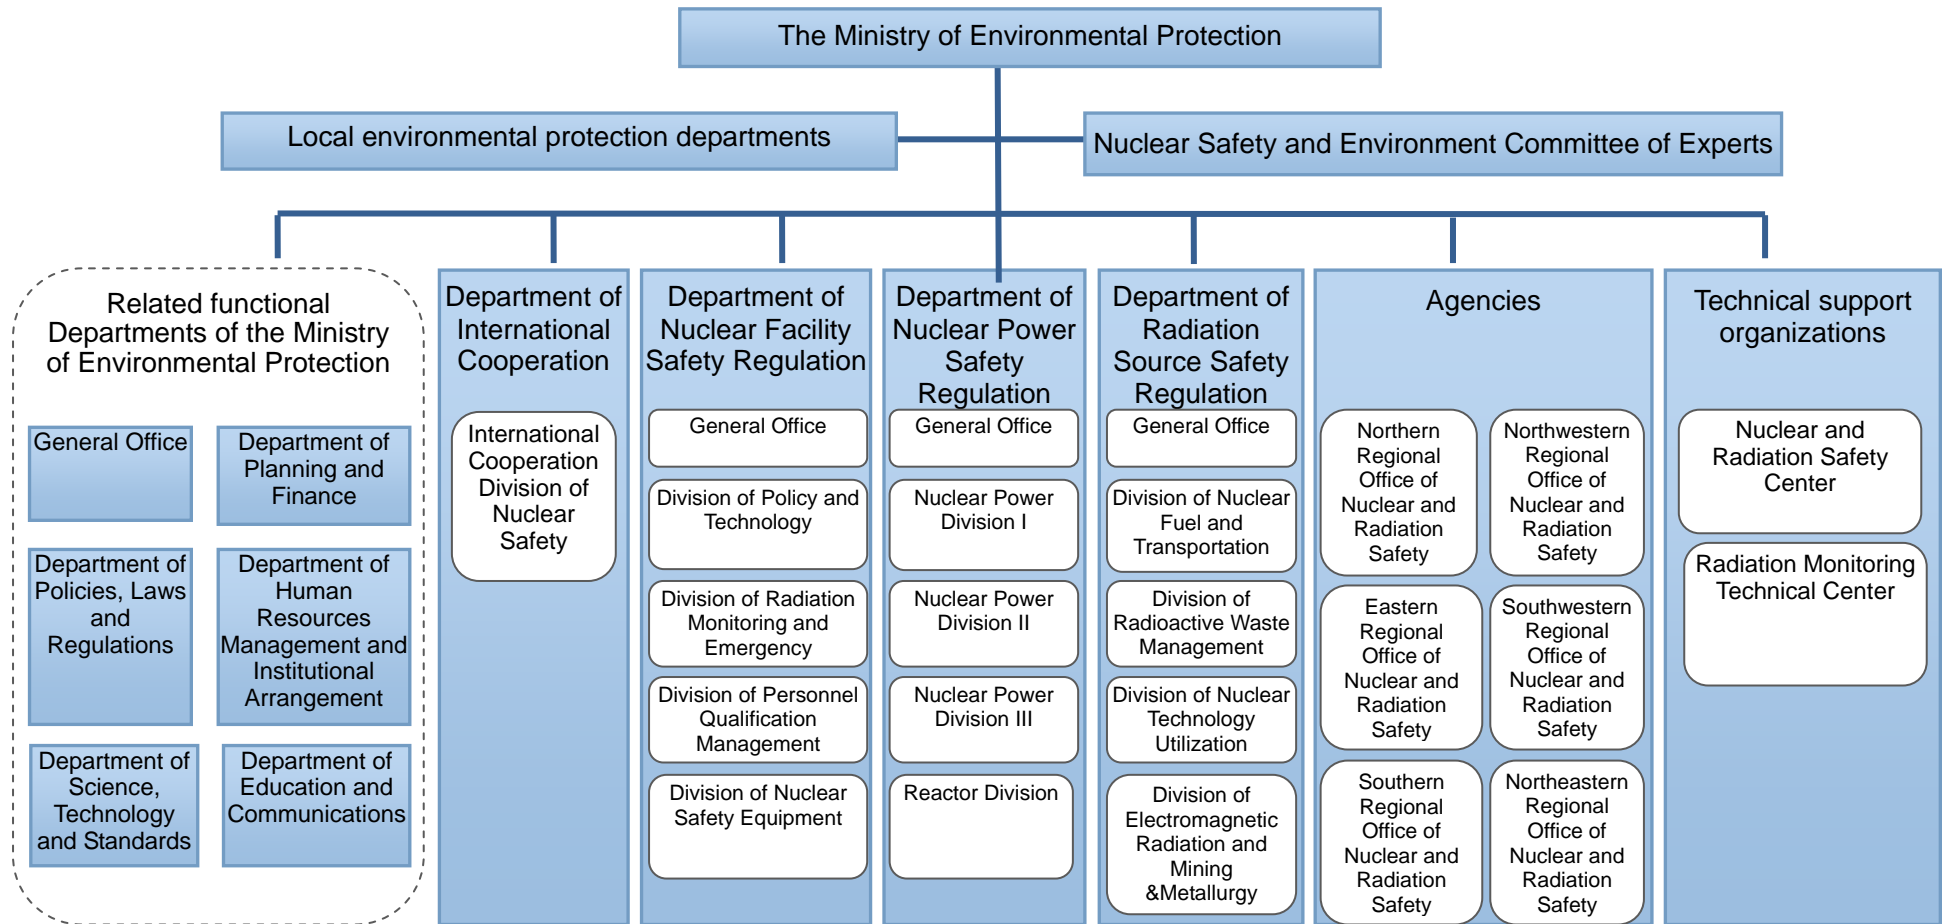 The Ministry of Environmental Protection
Local environmental protection departments
Nuclear Safety and Environment Committee of Experts
Related functional
Departments of the Ministry
of Environmental Protection
General Office
Department of
Planning and
Finance
Department of
Policies, Laws
and
Regulations
Department of
Human
Resources
Management and
Institutional
Arrangement
Department of
Science,
Technology
and Standards
Department of
Education and
Communications
Department of
International
Cooperation
International
Cooperation
Division of
Nuclear
Safety
Department of
Nuclear Facility
Safety Regulation
General Office
Division of Policy and
Technology
Division of Radiation
Monitoring and
Emergency
Division of Personnel
Qualification
Management
Division of Nuclear
Safety Equipment
Department of
Nuclear Power
Safety
Regulation
General Office
Nuclear Power
Division I
Nuclear Power
Division II
Nuclear Power
Division III
Reactor Division
Department of
Radiation
Source Safety
Regulation
General Office
Division of Nuclear
Fuel and
Transportation
Division of
Radioactive Waste
Management
Division of Nuclear
Technology
Utilization
Division of
Electromagnetic
Radiation and
Mining
&Metallurgy
Agencies
Northern
Regional
Office of
Nuclear and
Radiation
Safety
Northwestern
Regional
Office of
Nuclear and
Radiation
Safety
Eastern
Regional
Office of
Nuclear and
Radiation
Safety
Southwestern
Regional
Office of
Nuclear and
Radiation
Safety
Southern
Regional
Office of
Nuclear and
Radiation
Safety
Northeastern
Regional
Office of
Nuclear and
Radiation
Safety
Technical support
organizations
Nuclear and
Radiation Safety
Center
Radiation Monitoring
Technical Center